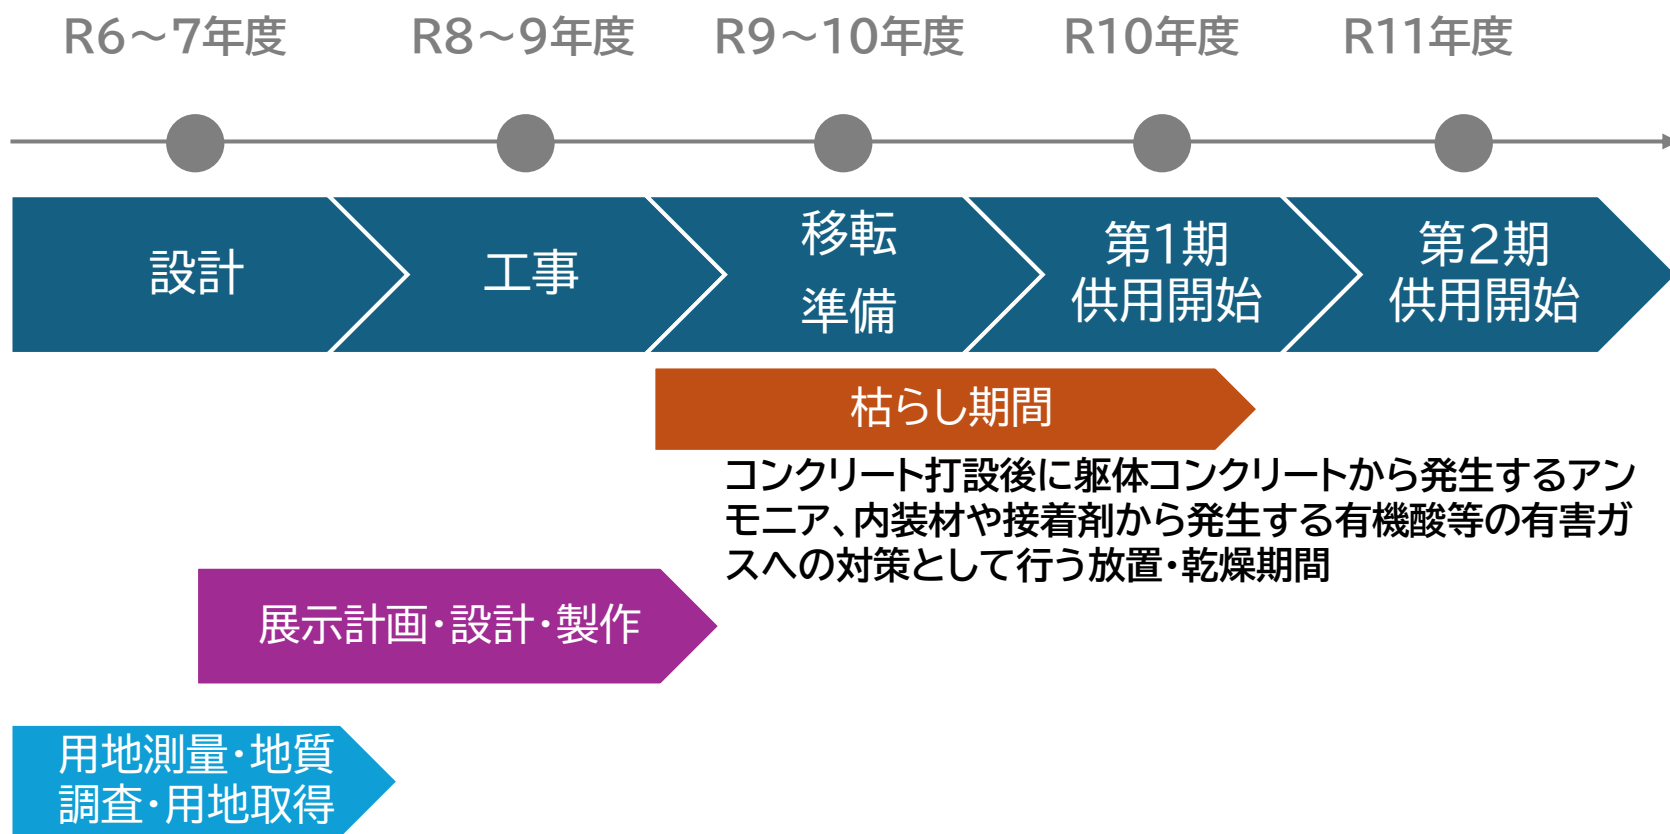 R6～7年度
R8～9年度
R9～10年度
R10年度
R11年度
設計
工事
移転
準備
第1期
供用開始
第2期
供用開始
枯らし期間
コンクリート打設後に躯体コンクリートから発生するアン
モニア、内装材や接着剤から発生する有機酸等の有害ガ
スへの対策として行う放置・乾燥期間
展示計画・設計・製作
用地測量・地質
調査・用地取得